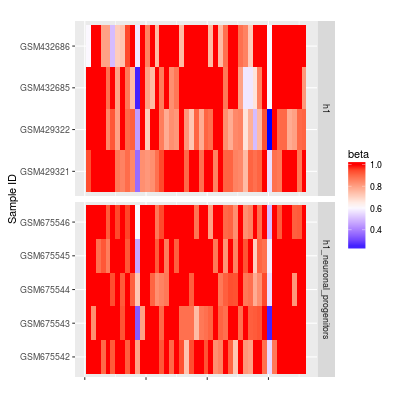 GSM432686
GSM432685
GSM429322
GSM429321
h1
GSM675546
GSM675545
GSM675544
GSM675543
GSM675542
h1_neuronal_progenitors
Sample ID
beta
1.0
0.8
0.6
0.4